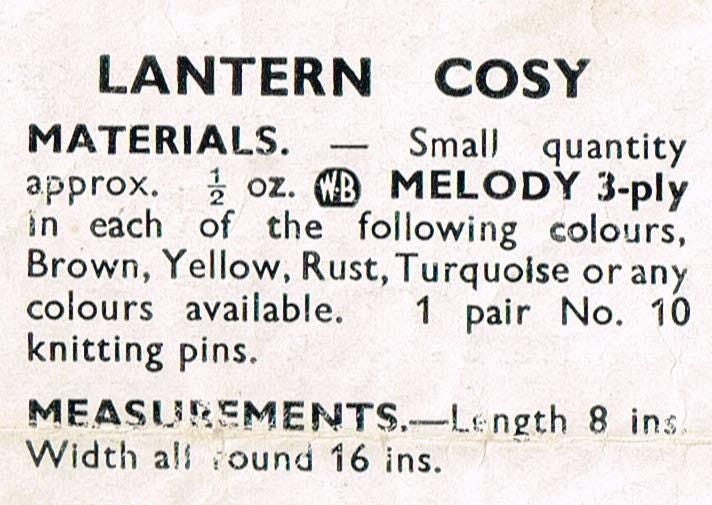 LANTERN COSY
MATERIALS. — Small quantity
approx. ½ oz. W·B MELODY 3-ply
in each of the following colours,
Brown, Yellow, Rust, Turquoise or any
colours available. 1 pair No. 10
knitting pins.
MEASUREMENTS.—Length 8 ins.
Width all round 16 ins.